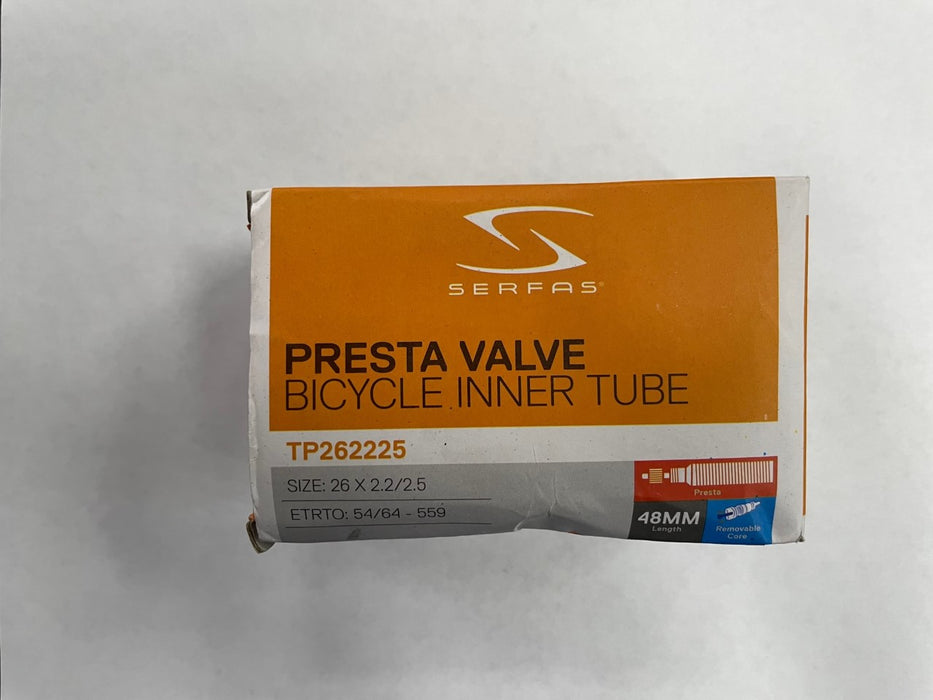 SERFAS®
PRESTA VALVE
BICYCLE INNER TUBE
TP262225
SIZE: 26 X 2.2/2.5
ETRTO: 54/64 - 559
Presta
48MM
Length
Removable
Core